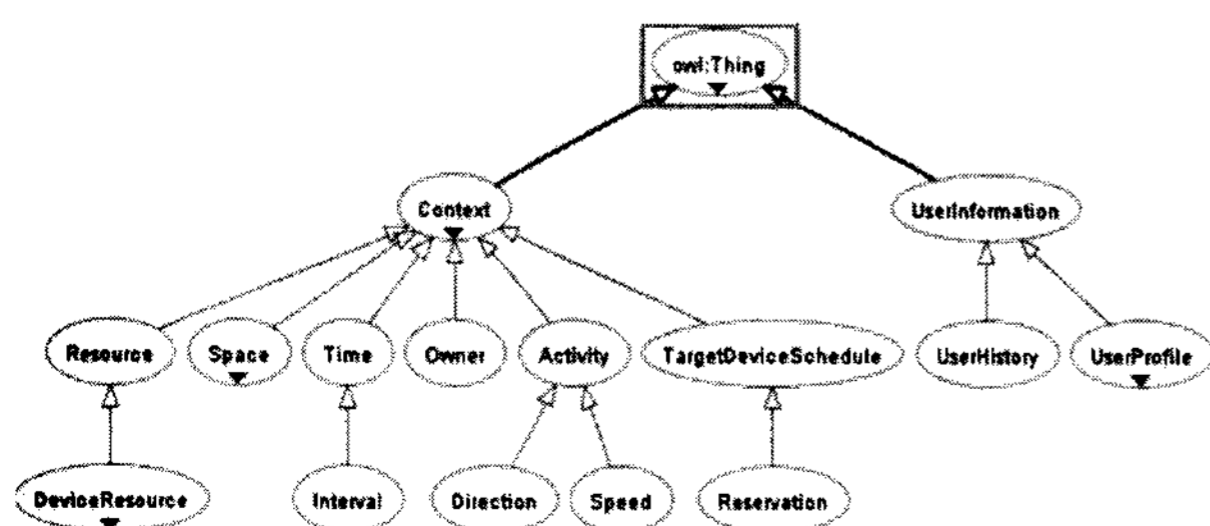 owl:Thing
Context
UserInformation
Resource
Space
Time
Owner
Activity
TargetDeviceSchedule
UserHistory
UserProfile
DeviceResource
Interval
Direction
Speed
Reservation